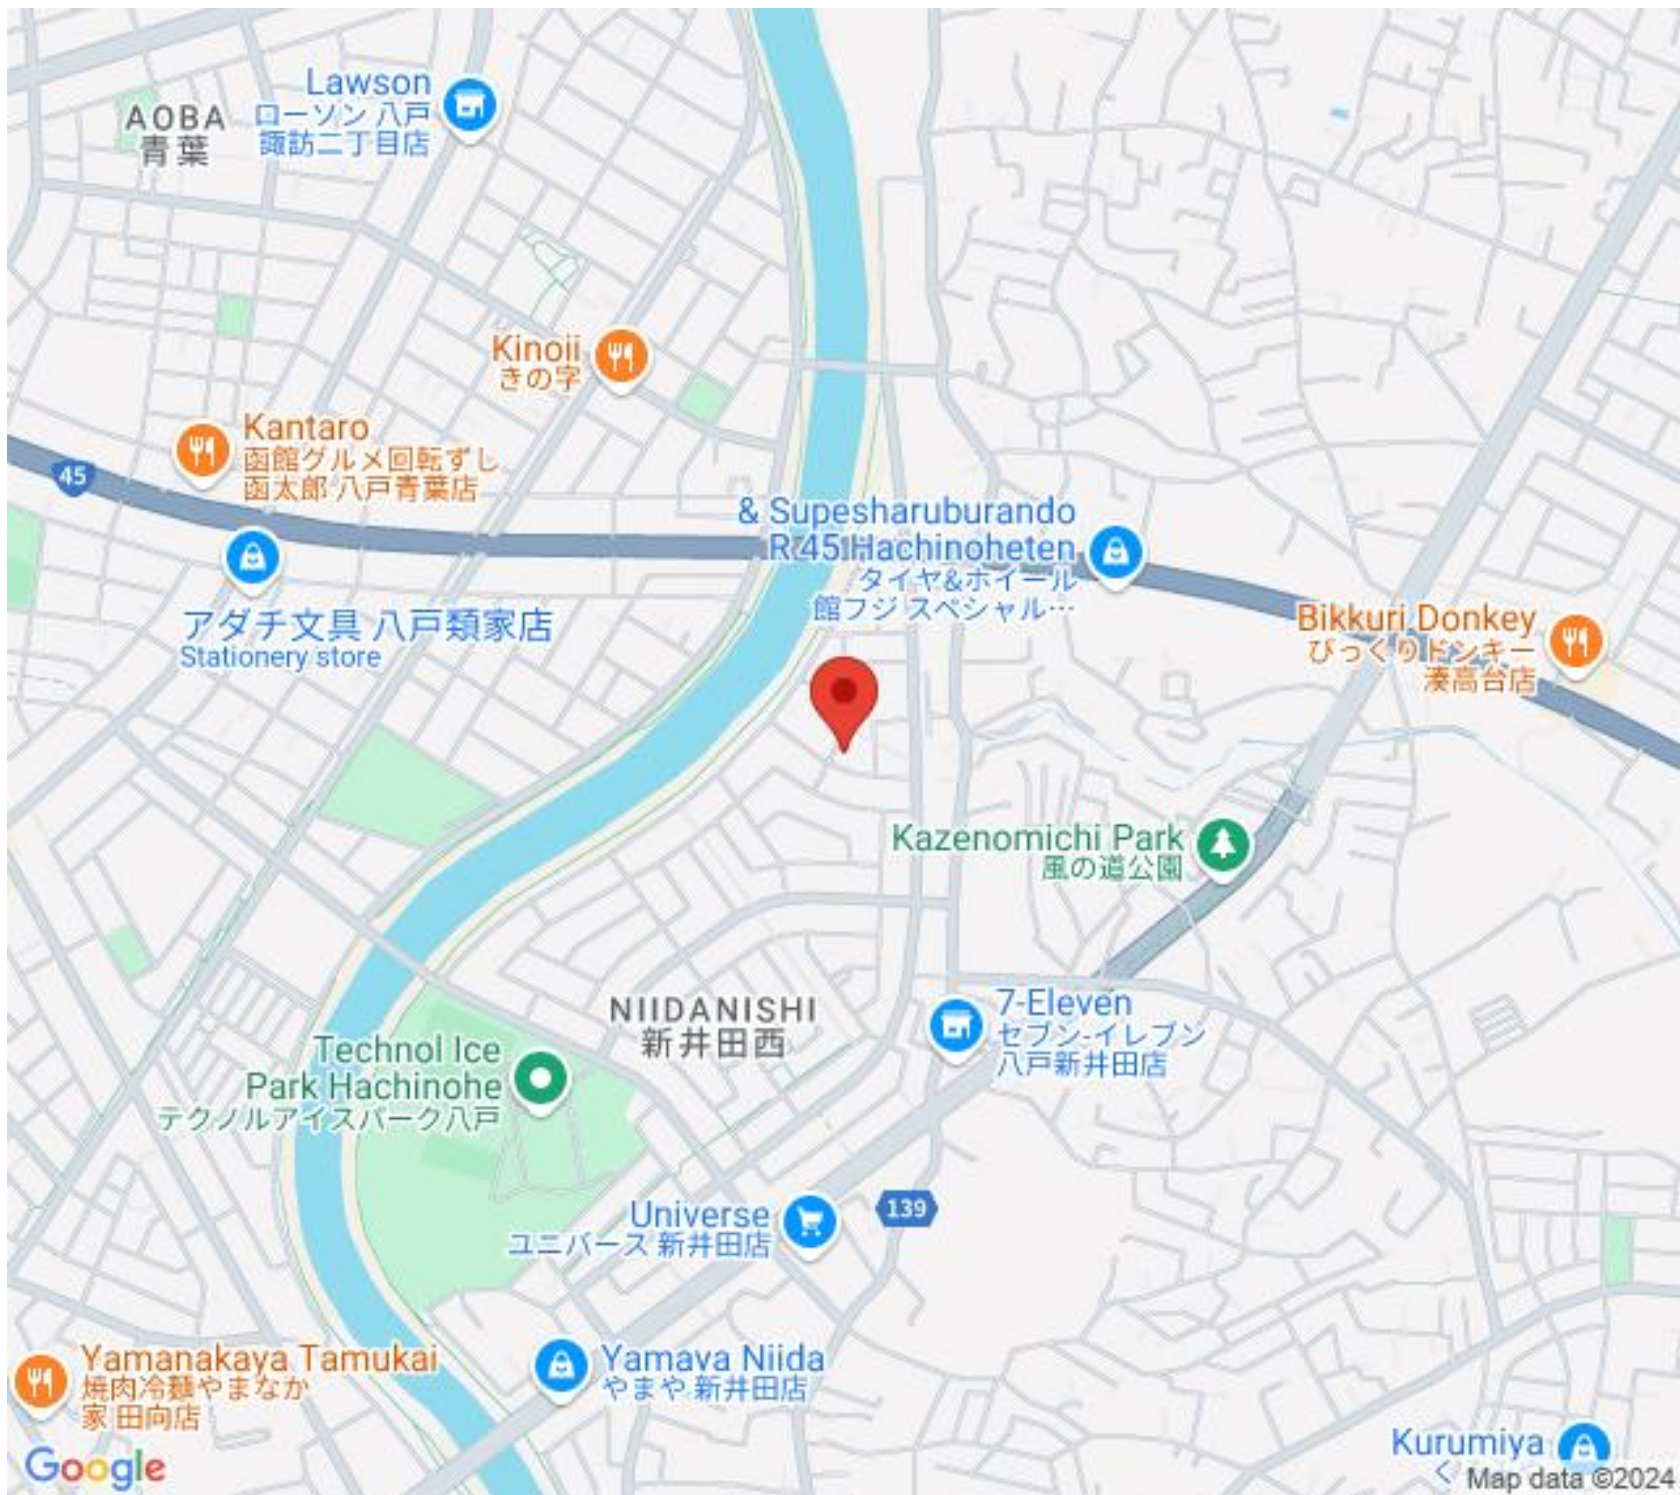 Lawson
ローソン 八戸
諏訪二丁目店
AOBA
青葉
Kinoji
きの字
Kantaro
函館グルメ回転ずし
函太郎 八戸青葉店
45
& Supesharuburando
R 45 Hachinoheten
タイヤ&ホイール
館フジ スペシャル…
アダチ文具 八戸類家店
Stationery store
Bikkuri Donkey
びっくりドンキー
湊高台店
Kazenomichi Park
風の道公園
NIIDANISHI
新井田西
7-Eleven
セブン-イレブン
八戸新井田店
Technol Ice
Park Hachinohe
テクノルアイスパーク八戸
Universe
ユニバース 新井田店
139
Yamanakaya Tamukai
焼肉冷麺やまなか
家 田向店
Yamaya Niida
やまや 新井田店
Kurumiya
く
Google
Map data ©2024